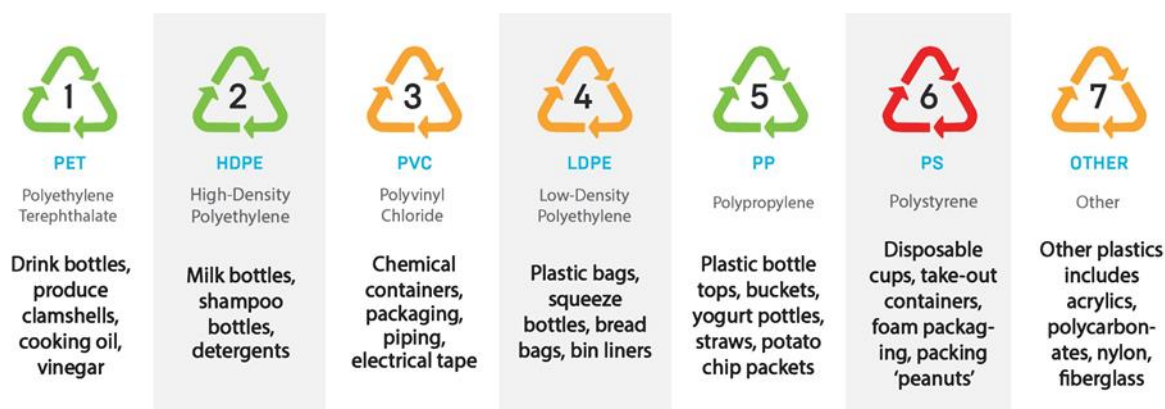 1
PET
Polyethylene
Terephthalate
Drink bottles,
produce
clamshells,
cooking oil,
vinegar
2
HDPE
High-Density
Polyethylene
Milk bottles,
shampoo
bottles,
detergents
3
PVC
Polyvinyl
Chloride
Chemical
containers,
packaging,
piping,
electrical tape
4
LDPE
Low-Density
Polyethylene
Plastic bags,
squeeze
bottles, bread
bags, bin liners
5
PP
Polypropylene
Plastic bottle
tops, buckets,
yogurt pottles,
straws, potato
chip packets
6
PS
Polystyrene
Disposable
cups, take-out
containers,
foam packag-
ing, packing
‘peanuts’
7
OTHER
Other
Other plastics
includes
acrylics,
polycarbon-
ates, nylon,
fiberglass